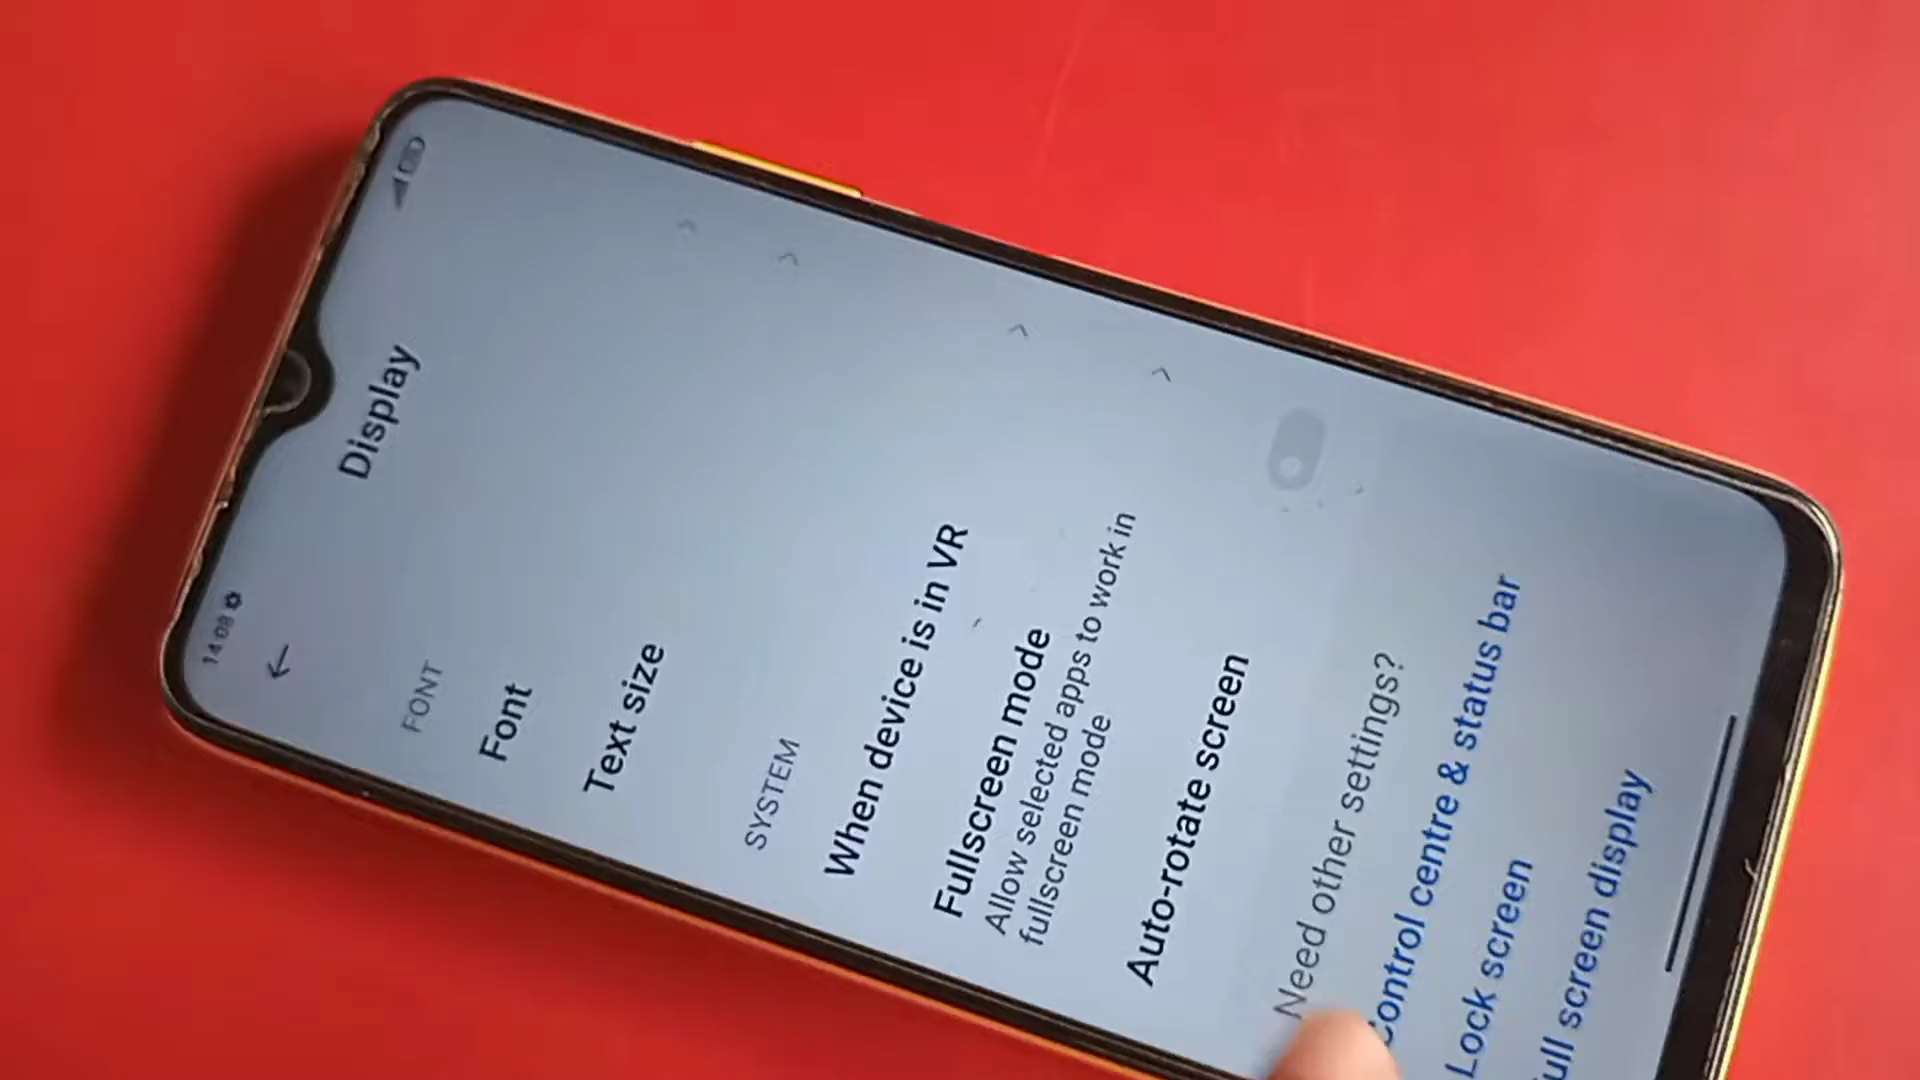 14:08
Display
FONT
Font
Text size
SYSTEM
When device is in VR
Fullscreen mode
Allow selected apps to work in
fullscreen mode
Auto-rotate screen
Need other settings?
Control centre & status bar
Lock screen
Full screen display